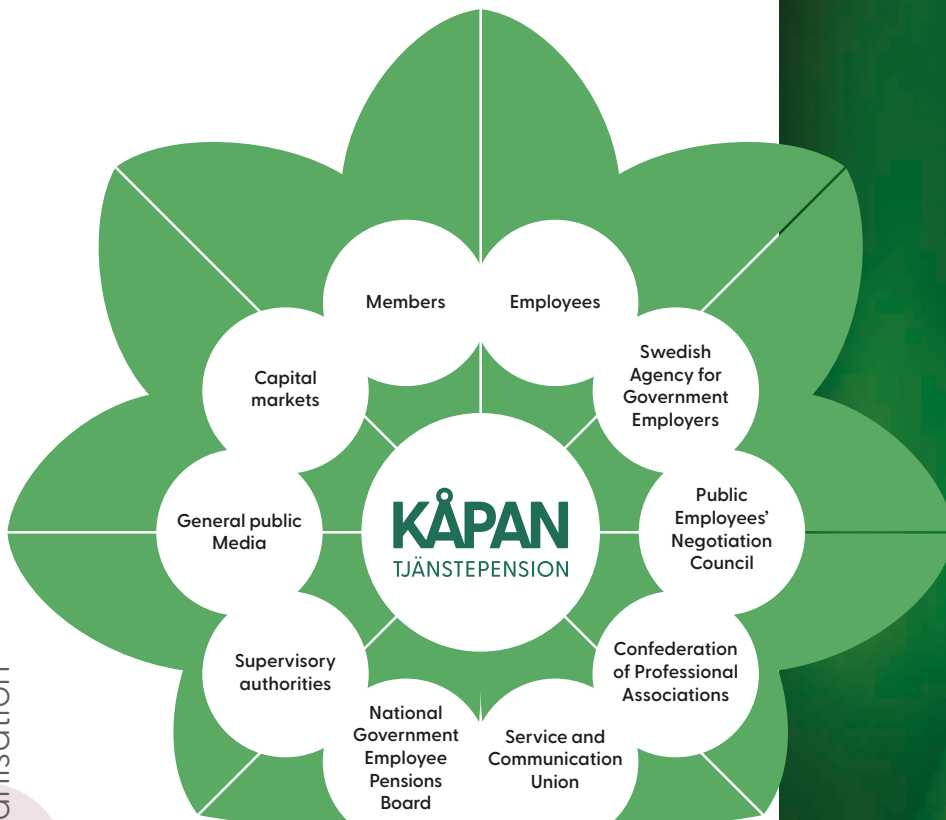 Members
Employees
Capital
markets
Swedish
Agency for
Government
Employers
General public
Media
KÅPAN
TJÄNSTEPENSION
Public
Employees’
Negotiation
Council
Supervisory
authorities
Confederation
of Professional
Associations
National
Government
Employee
Pensions
Board
Service and
Communication
Union